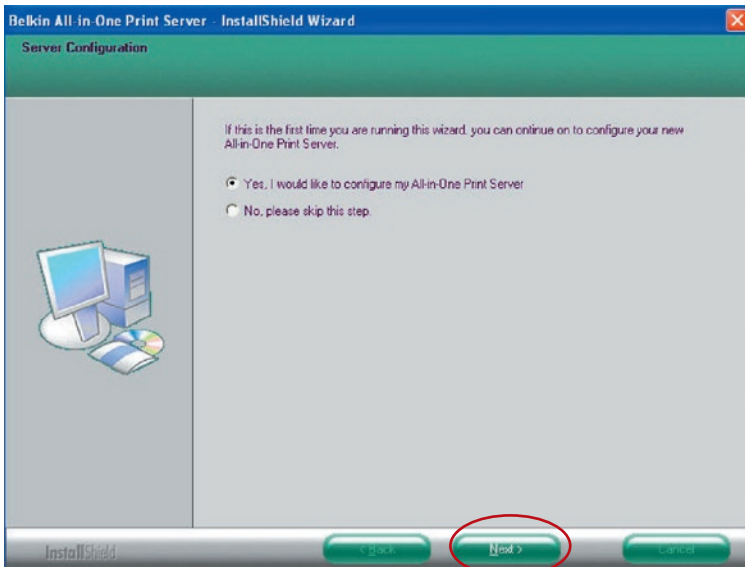 Belkin All-in-One Print Server - InstallShield Wizard
Server Configuration
If this is the first time you are running this wizard, you can ontinue on to configure your new
All-in-One Print Server.
Yes, I would like to configure my All-in-One Print Server
No, please skip this step.
InstallShield
< Back
Next >
Cancel